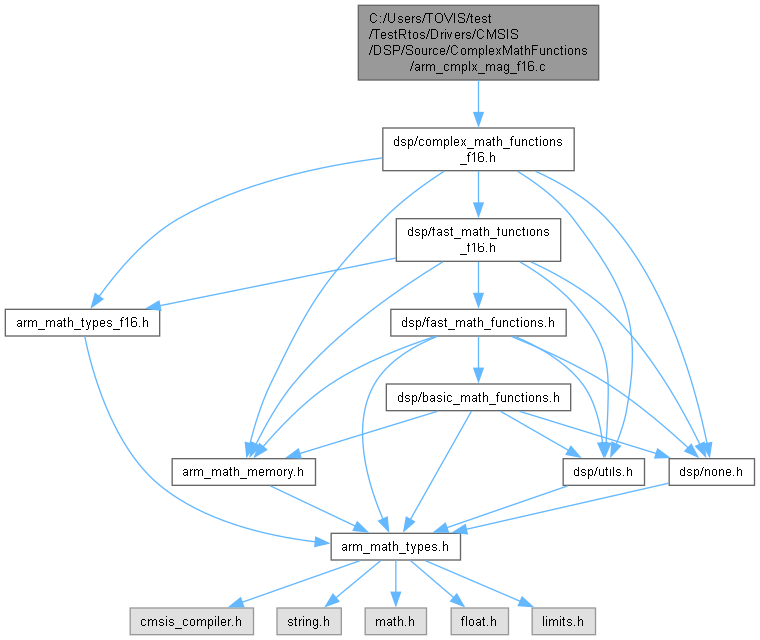 C:/Users/TOVIS/test
/TestRtos/Drivers/CMSIS
/DSP/Source/ComplexMathFunctions
/arm_cmplx_mag_f16.c
dsp/complex_math_functions
_f16.h
dsp/fast_math_functions
_f16.h
arm_math_types_f16.h
dsp/fast_math_functions.h
dsp/basic_math_functions.h
arm_math_memory.h
dsp/utils.h
dsp/none.h
arm_math_types.h
cmsis_compiler.h
string.h
math.h
float.h
limits.h